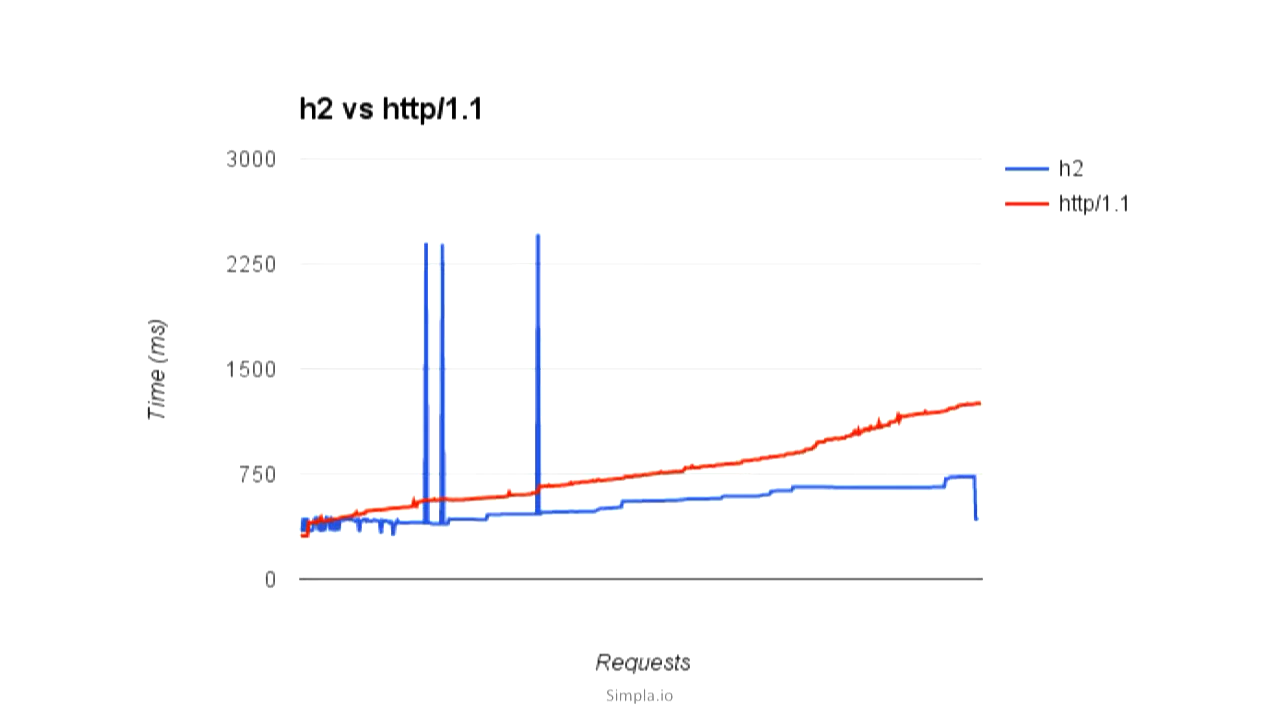 h2 vs http/1.1
3000
2250
1500
750
0
Time (ms)
h2
http/1.1
Requests
Simpla.io